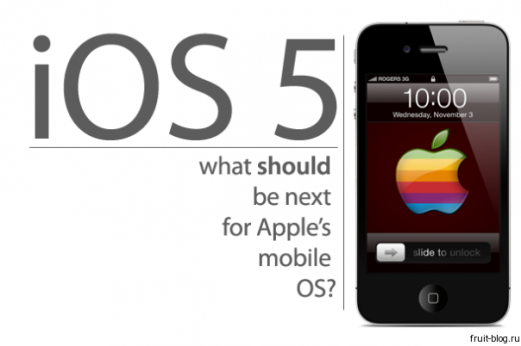 iOS 5
what should
be next
for Apple's
mobile
OS?
ROGERS 3G
10:00
Wednesday, November 3
slide to unlock
fruit-blog.ru